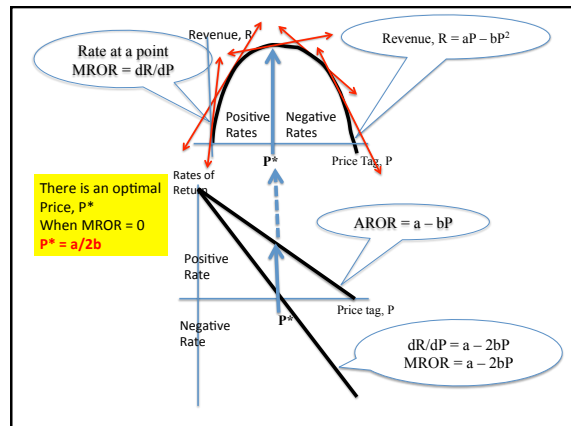 Revenue, R
Rate at a point
MROR = dR/dP
Revenue, R = aP – bP²
Positive
Rates
Negative
Rates
P*
Price Tag, P
Rates of
Return
There is an optimal
Price, P*
When MROR = 0
P* = a/2b
AROR = a – bP
Positive
Rate
Price tag, P
P*
Negative
Rate
dR/dP = a – 2bP
MROR = a – 2bP